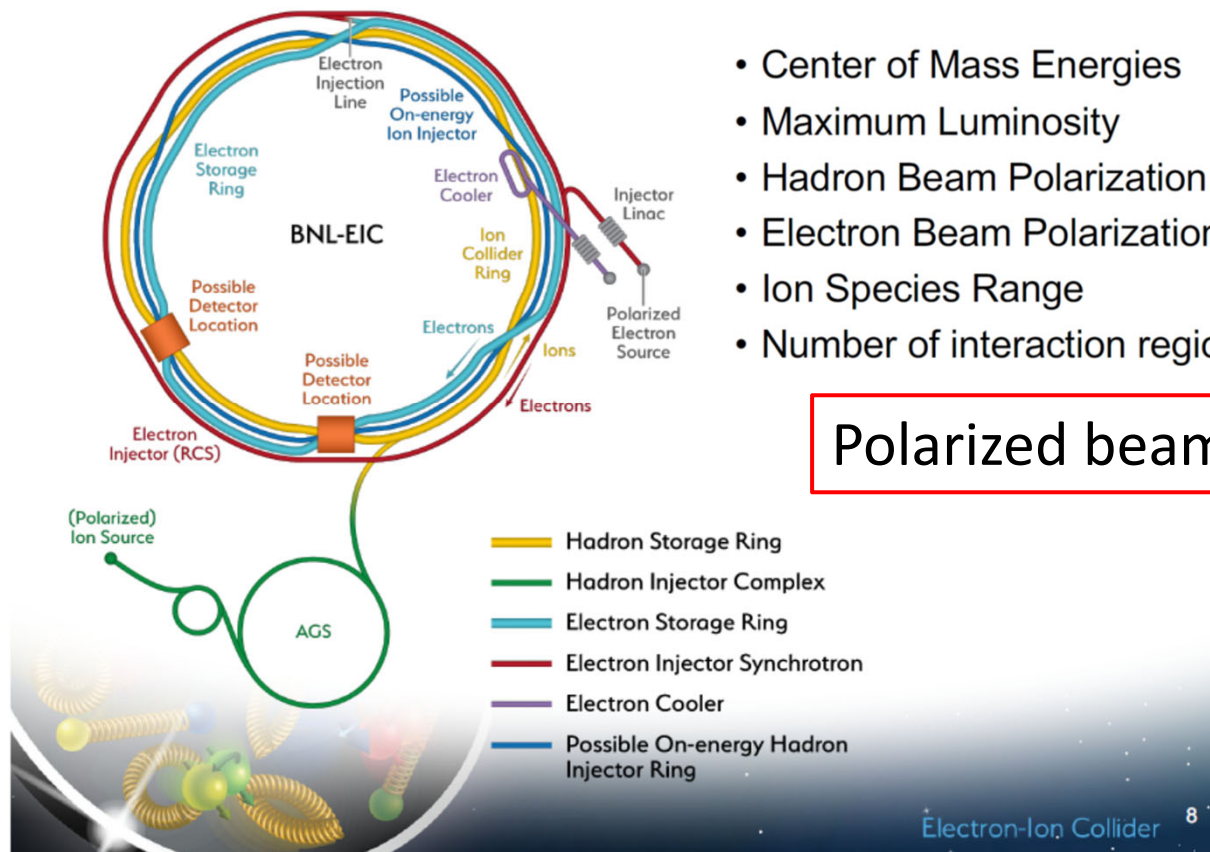 Electron
Injection
Line
Possible
On-energy
Ion Injector
Electron
Storage
Ring
Electron
Cooler
Injector
Linac
BNL-EIC
Ion
Collider
Ring
Possible
Detector
Location
Polarized
Electron
Source
Electrons
Ions
Possible
Detector
Location
Electrons
Electron
Injector (RCS)
(Polarized)
Ion Source
AGS
• Center of Mass Energies
• Maximum Luminosity
• Hadron Beam Polarization
• Electron Beam Polarization
• Ion Species Range
• Number of interaction regio
Polarized beam
Hadron Storage Ring
Hadron Injector Complex
Electron Storage Ring
Electron Injector Synchrotron
Electron Cooler
Possible On-energy Hadron
Injector Ring
Electron-Ion Collider 8